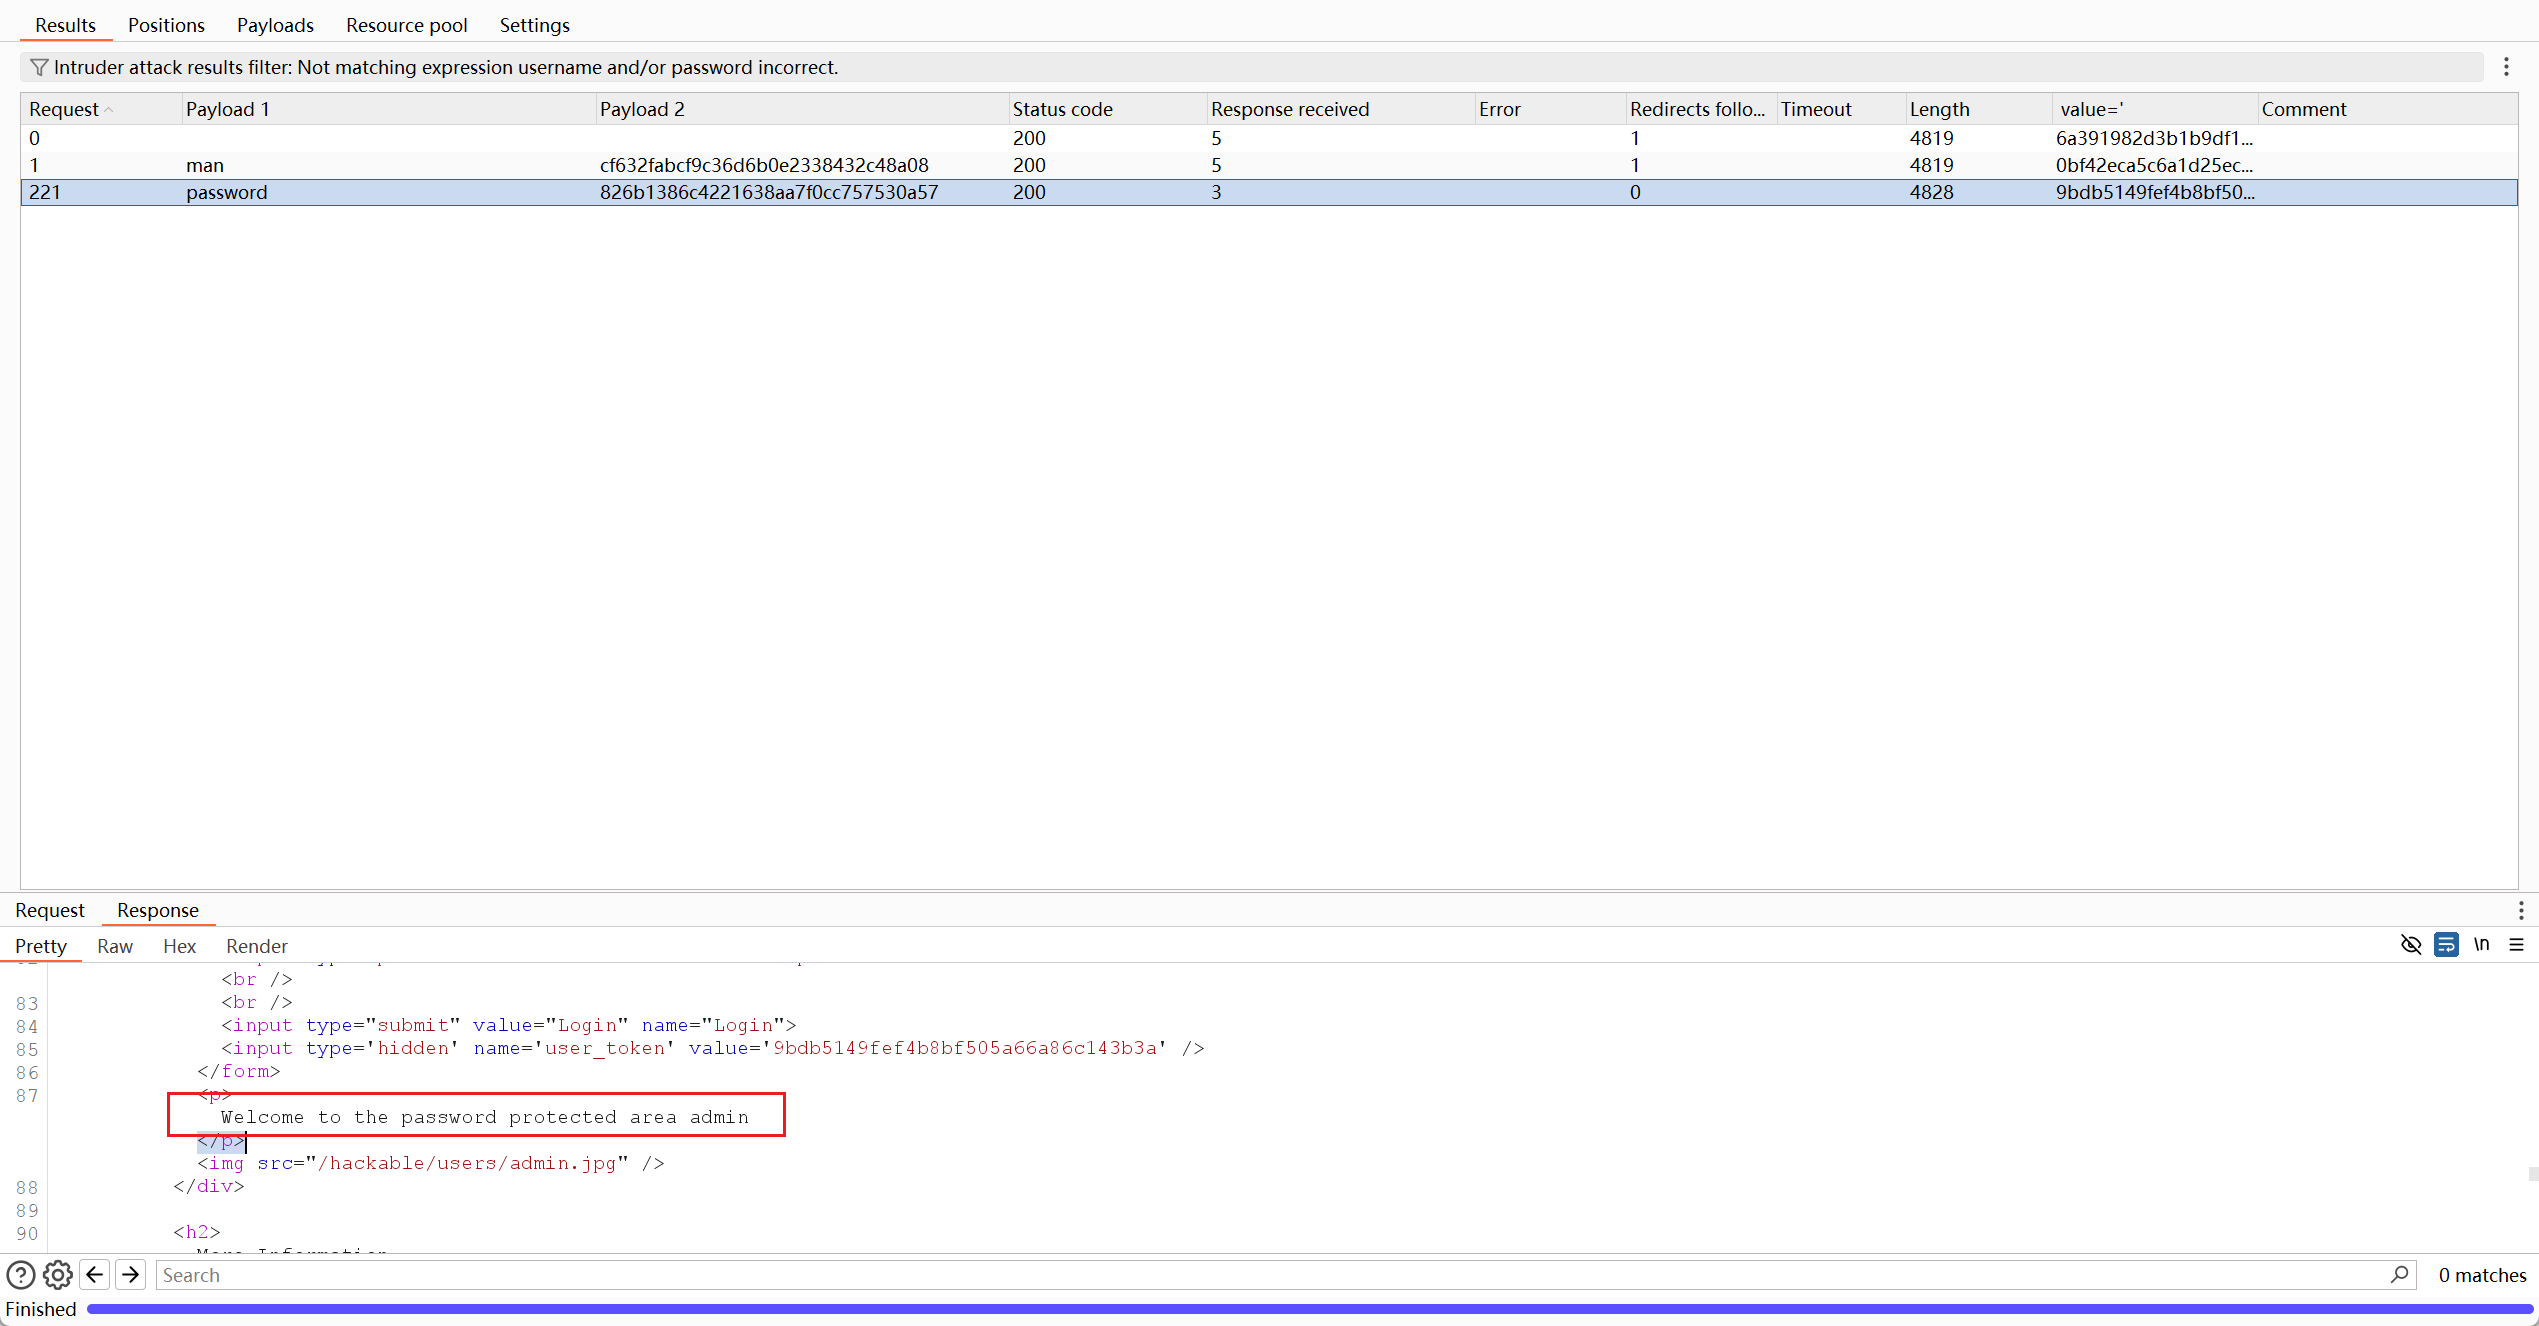 Results Positions Payloads Resource pool Settings
Intruder attack results filter: Not matching expression username and/or password incorrect.
Request Payload 1 Payload 2 Status code Response received Error Redirects follo... Timeout Length value=' Comment
0 200 5 1 4819 6a391982d3b1b9df1...
1 man cf632fabcf9c36d6b0e2338432c48a08 200 5 1 4819 0bf42eca5c6a1d25ec...
221 password 826b1386c4221638aa7f0cc757530a57 200 3 0 4828 9bdb5149fef4b8bf50...
Request Response
Pretty Raw Hex Render \n
<br />
83 <br />
84 <input type="submit" value="Login" name="Login">
85 <input type='hidden' name='user_token' value='9bdb5149fef4b8bf505a66a86c143b3a' />
86 </form>
87 <p>
Welcome to the password protected area admin
</p>
<img src="/hackable/users/admin.jpg" />
88 </div>
89
90 <h2>
More Information
Search 0 matches
Finished